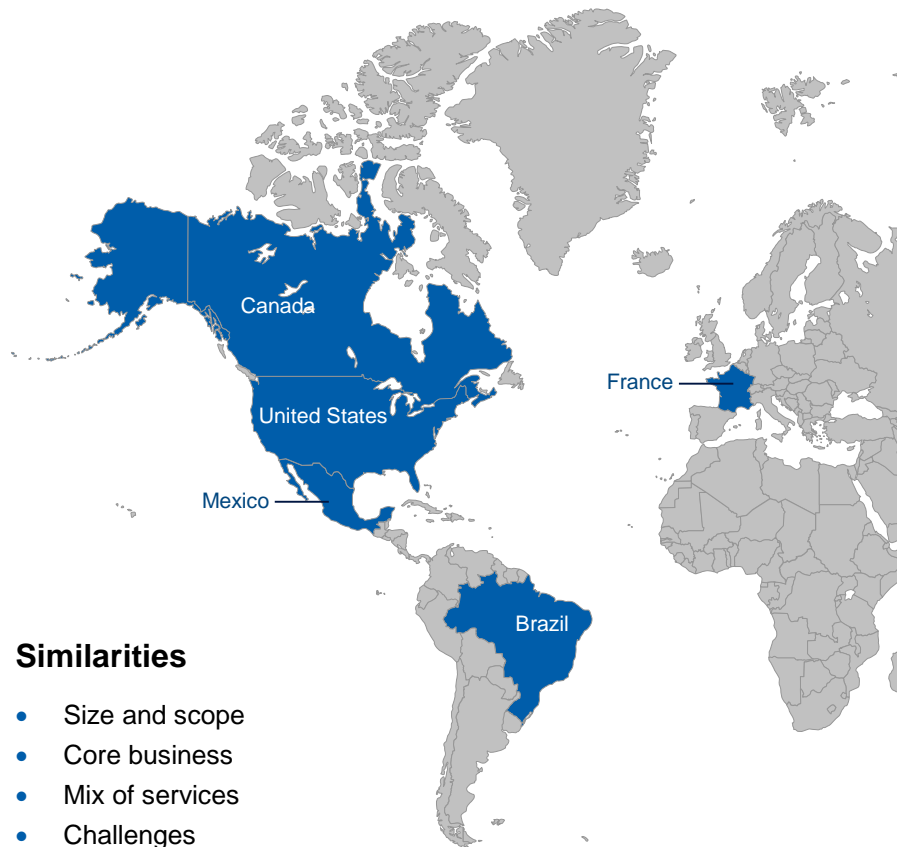 Canada
United States
France
Mexico
Brazil
Similarities
• Size and scope
• Core business
• Mix of services
• Challenges